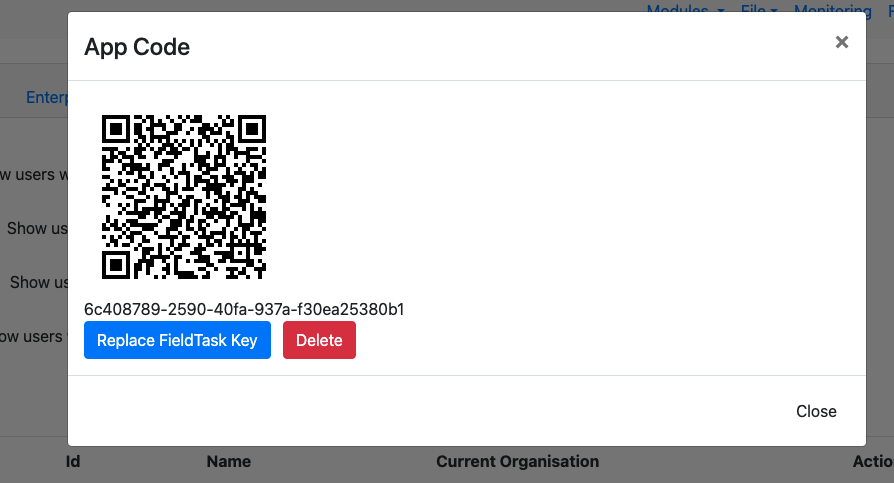 Modules File Monitoring
App Code
×
Enterp
w users w
Show us
Show us
ow users
6c408789-2590-40fa-937a-f30ea25380b1
Replace FieldTask Key Delete
Close
Id Name Current Organisation Actio